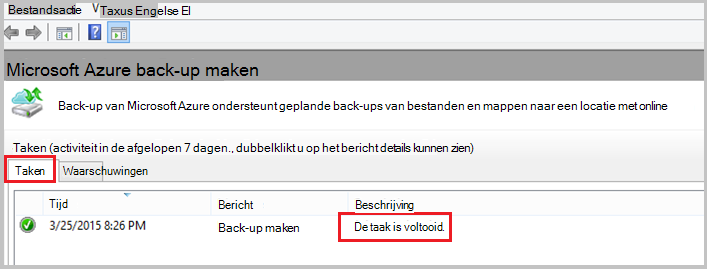 Bestandsactie V Taxus Engelse El
?
Microsoft Azure back-up maken
Back-up van Microsoft Azure ondersteunt geplande back-ups van bestanden en mappen naar een locatie met online
Taken (activiteit in de afgelopen 7 dagen., dubbelklikt u op het bericht details kunnen zien)
Taken Waarschuwingen
Tijd Bericht Beschrijving
3/25/2015 8:26 PM Back-up maken De taak is voltooid.